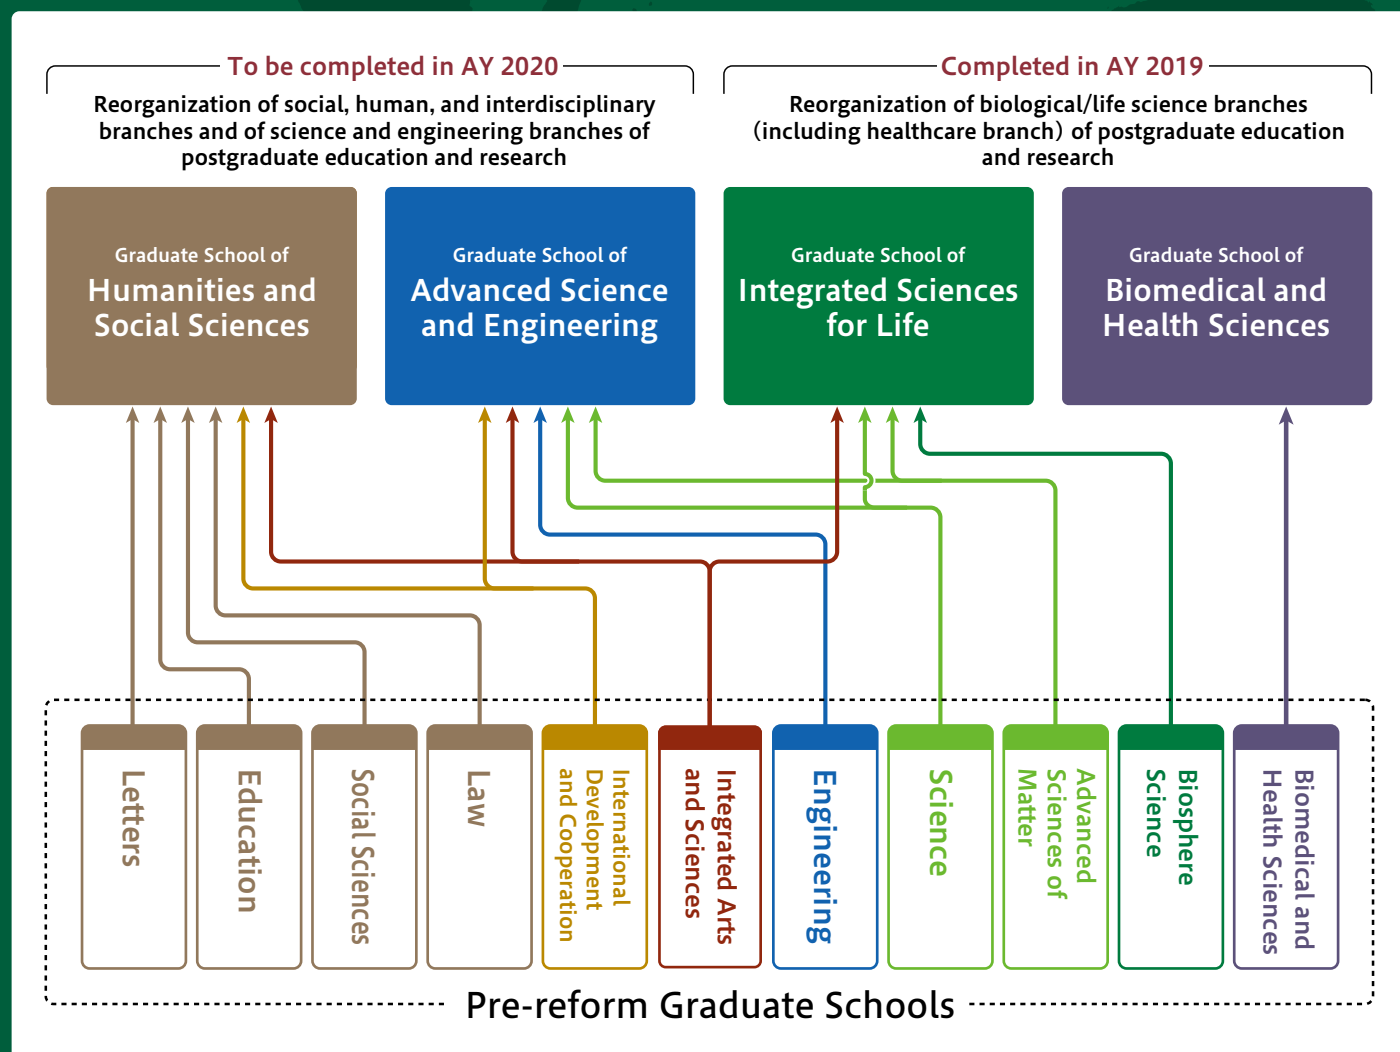 To be completed in AY 2020
Reorganization of social, human, and interdisciplinary
branches and of science and engineering branches of
postgraduate education and research
Completed in AY 2019
Reorganization of biological/life science branches
(including healthcare branch) of postgraduate education
and research
Graduate School of
Humanities and
Social Sciences
Graduate School of
Advanced Science
and Engineering
Graduate School of
Integrated Sciences
for Life
Graduate School of
Biomedical and
Health Sciences
Letters
Education
Social Sciences
Law
International
Development
and Cooperation
Integrated Arts
and Sciences
Engineering
Science
Advanced
Sciences of
Matter
Biosphere
Science
Biomedical and
Health Sciences
Pre-reform Graduate Schools